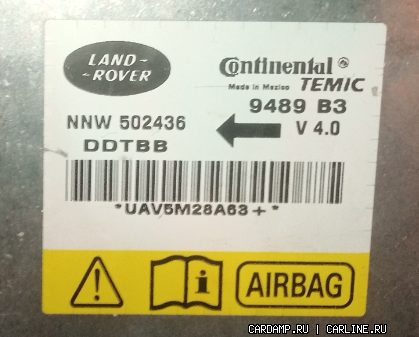 LAND-
-ROVER
Continental
Made in Mexico TEMIC
9489 B3
NNW 502436
V 4.0
DDTBB
*UAV5M28A63+*
AIRBAG
CARDAMP.RU | CARLINE.RU